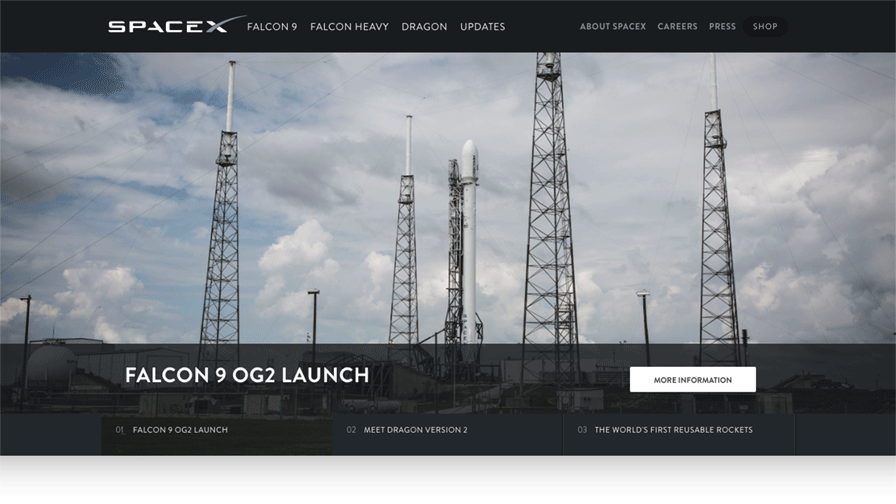 SPACEX FALCON 9 FALCON HEAVY DRAGON UPDATES ABOUT SPACEX CAREERS PRESS SHOP
FALCON 9 OG2 LAUNCH
MORE INFORMATION
01 FALCON 9 OG2 LAUNCH 02 MEET DRAGON VERSION 2 03 THE WORLD'S FIRST REUSABLE ROCKETS